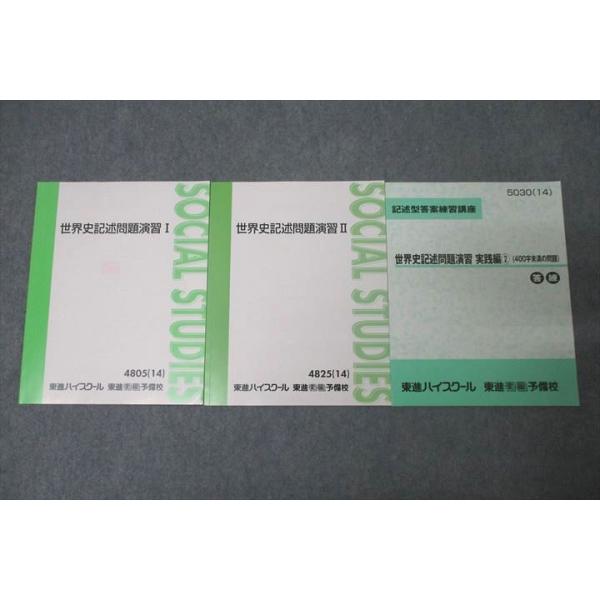 世界史記述問題演習 I
SOCIAL STUDIES
4805(14)
東進ハイスクール 東進衛星予備校
世界史記述問題演習 II
SOCIAL STUDIES
4825(14)
東進ハイスクール 東進衛星予備校
5030(14)
記述型答案練習講座
世界史記述問題演習 実践編2 (400字未満の問題)
答練
東進ハイスクール 東進衛星予備校